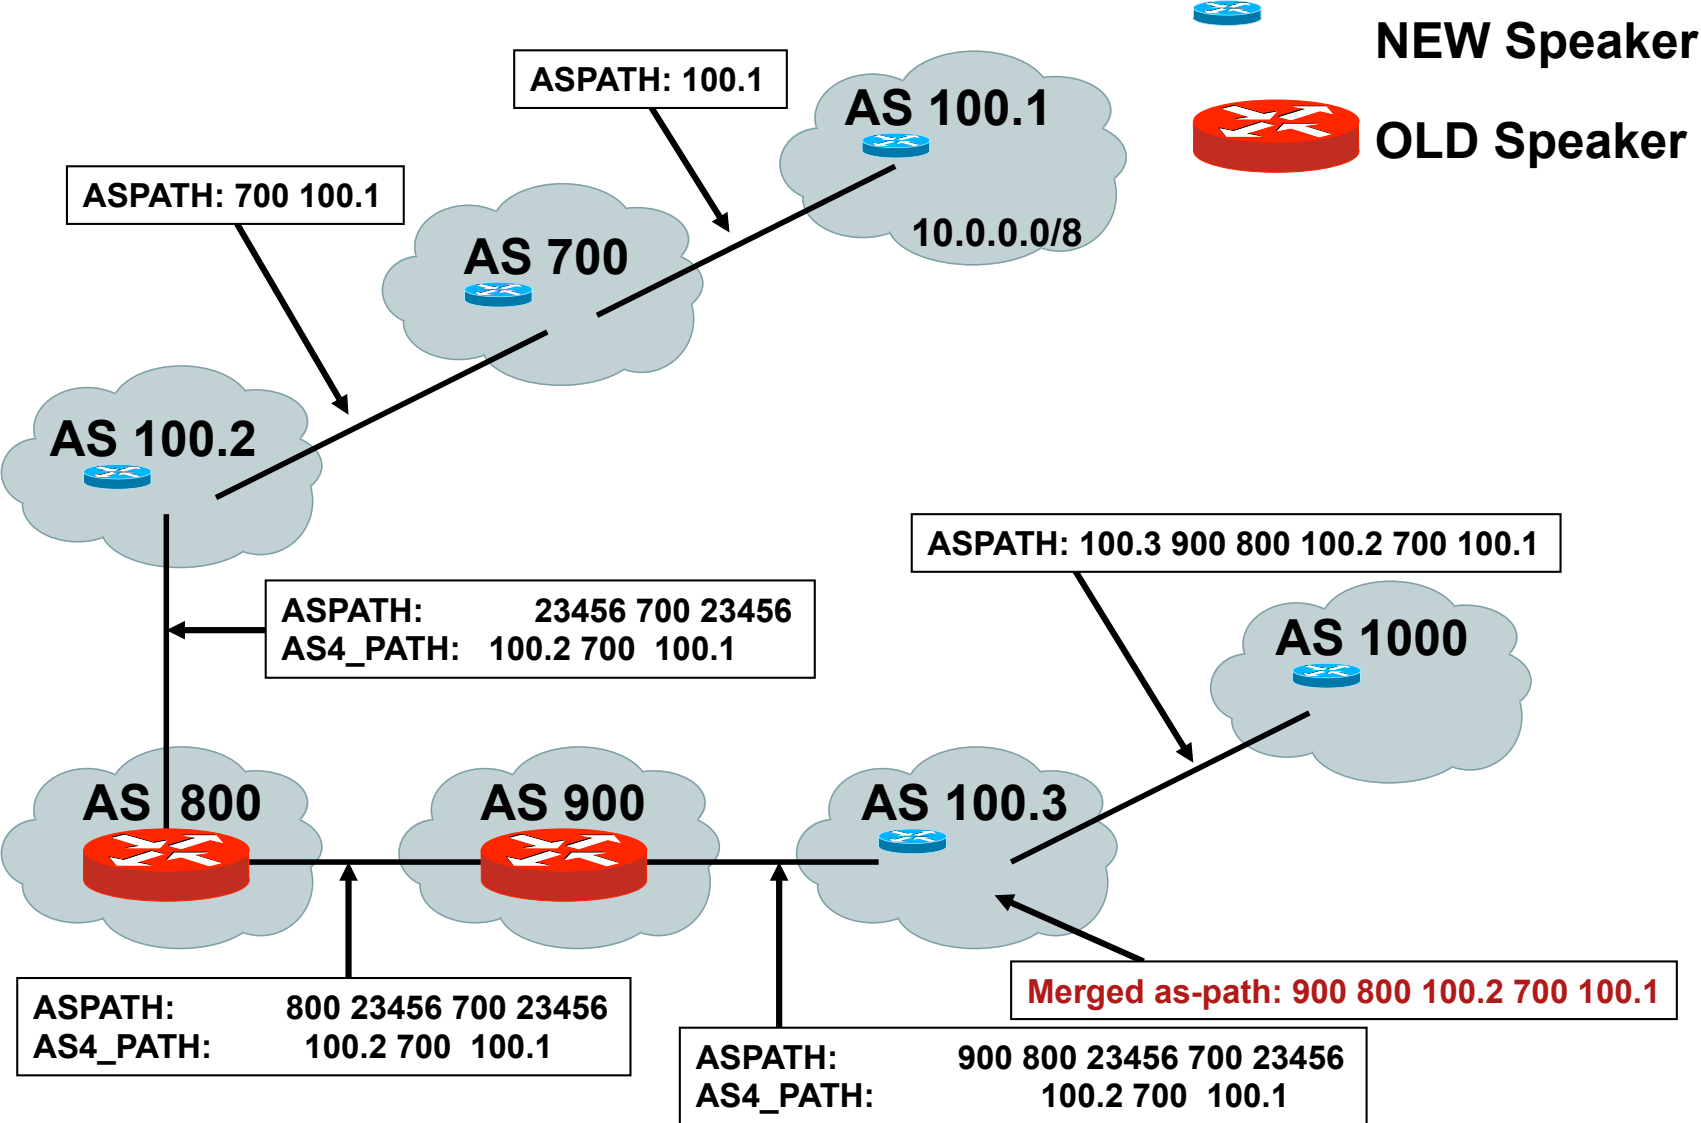 NEW Speaker
OLD Speaker
ASPATH: 100.1
AS 100.1
10.0.0.0/8
ASPATH: 700 100.1
AS 700
AS 100.2
ASPATH: 100.3 900 800 100.2 700 100.1
ASPATH: 23456 700 23456
AS4_PATH: 100.2 700 100.1
AS 1000
AS 800
AS 900
AS 100.3
Merged as-path: 900 800 100.2 700 100.1
ASPATH: 800 23456 700 23456
AS4_PATH: 100.2 700 100.1
ASPATH: 900 800 23456 700 23456
AS4_PATH: 100.2 700 100.1